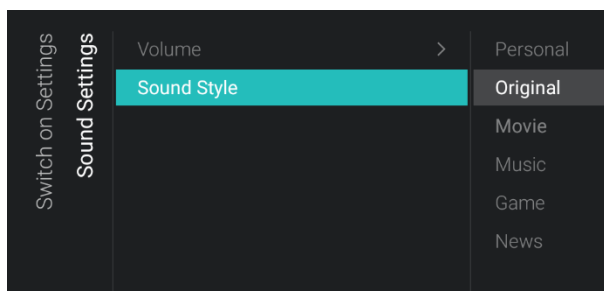 Switch on Settings
Sound Settings
Volume >
Sound Style
Personal
Original
Movie
Music
Game
News